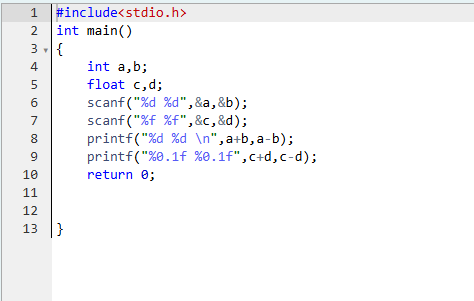 1 #include<stdio.h>
2 int main()
3 {
4 int a,b;
5 float c,d;
6 scanf("%d %d",&a,&b);
7 scanf("%f %f",&c,&d);
8 printf("%d %d \n",a+b,a-b);
9 printf("%0.1f %0.1f",c+d,c-d);
10 return 0;
11
12
13 }